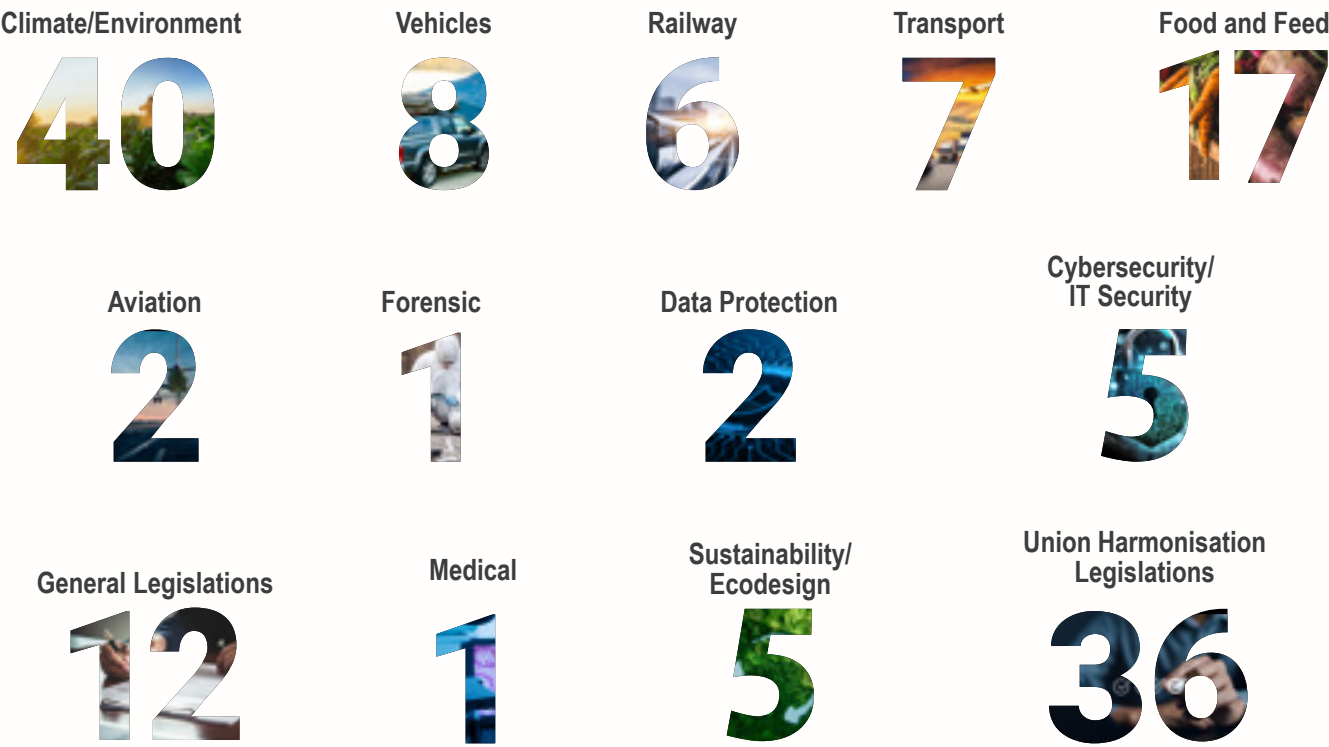 Climate/Environment
40
Vehicles
8
Railway
6
Transport
7
Food and Feed
17
Aviation
2
Forensic
1
Data Protection
2
Cybersecurity/
IT Security
5
General Legislations
12
Medical
1
Sustainability/
Ecodesign
5
Union Harmonisation
Legislations
36